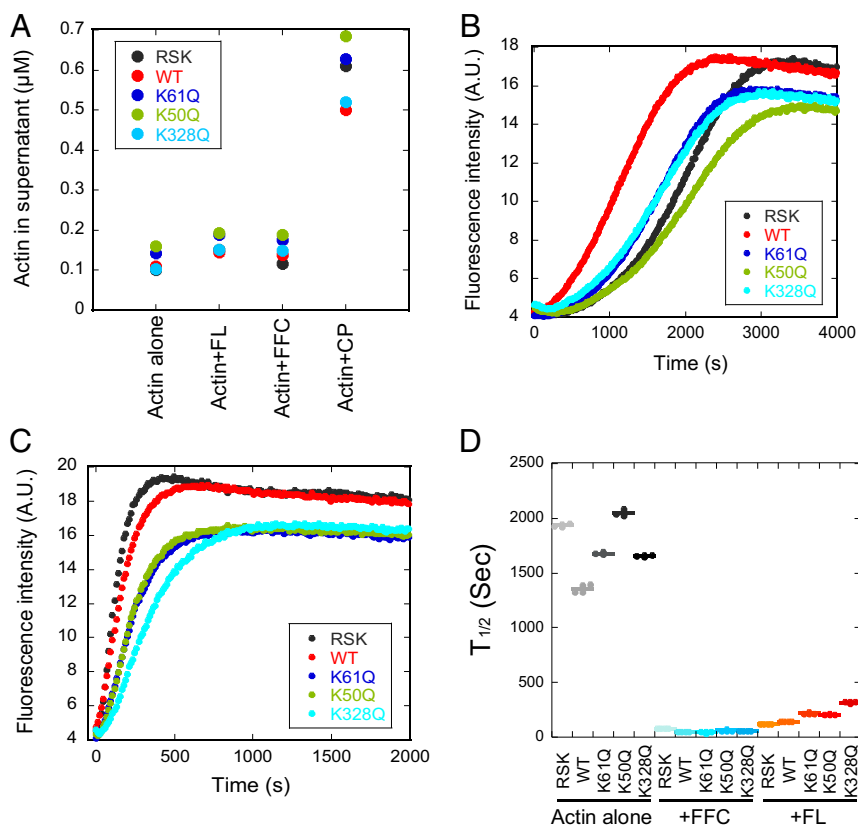 A
Actin in supernatant (µM)
0.7
0.6
0.5
0.4
0.3
0.2
0.1
0
RSK
WT
K61Q
K50Q
K328Q
Actin alone
Actin+FL
Actin+FFC
Actin+CP
B
Fluorescence intensity (A.U.)
18
16
14
12
10
8
6
4
RSK
WT
K61Q
K50Q
K328Q
0 1000 2000 3000 4000
Time (s)
C
Fluorescence intensity (A.U.)
20
18
16
14
12
10
8
6
4
RSK
WT
K61Q
K50Q
K328Q
0 500 1000 1500 2000
Time (s)
D
T1/2 (Sec)
2500
2000
1500
1000
500
0
RSK WT K61Q K50Q K328Q RSK WT K61Q K50Q K328Q RSK WT K61Q K50Q K328Q
Actin alone +FFC +FL